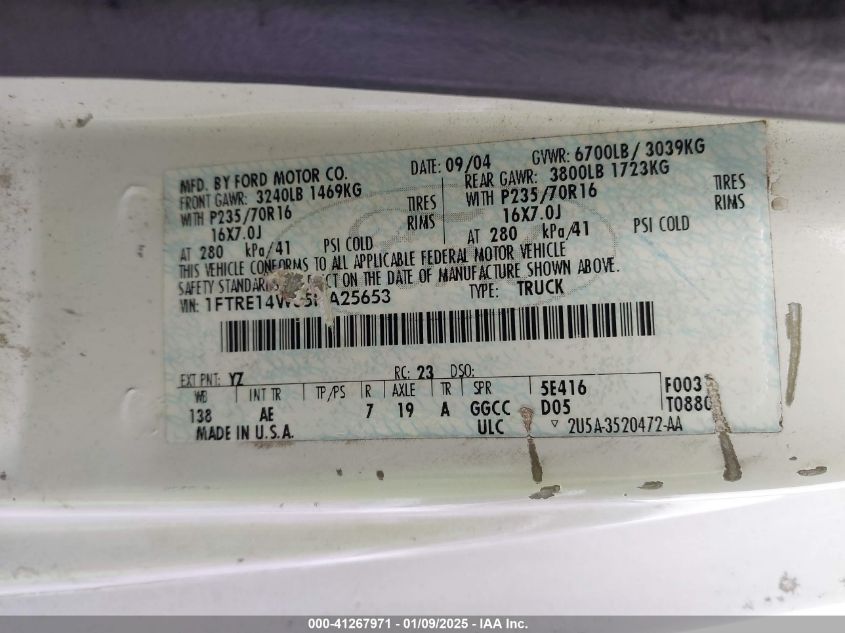 MFD. BY FORD MOTOR CO. DATE: 09/04 GVWR: 6700LB / 3039KG
FRONT GAWR: 3240LB 1469KG REAR GAWR: 3800LB 1723KG
WITH P235/70R16 TIRES WITH P235/70R16 TIRES
16X7.0J RIMS 16X7.0J RIMS
AT 280 kPa/41 PSI COLD AT 280 kPa/41 PSI COLD
THIS VEHICLE CONFORMS TO ALL APPLICABLE FEDERAL MOTOR VEHICLE
SAFETY STANDARDS ON THE DATE OF MANUFACTURE SHOWN ABOVE.
VIN: TYPE: TRUCK
EXT PNT: YZ RC: 23 DSO:
WB INT TR TP/PS R AXLE TR SPR 5E416
138 AE 7 19 A GGCC D05
MADE IN U.S.A. ULC 2U5A-3520472-AA
000-41267971 | 01/09/2025 | IAA Inc.